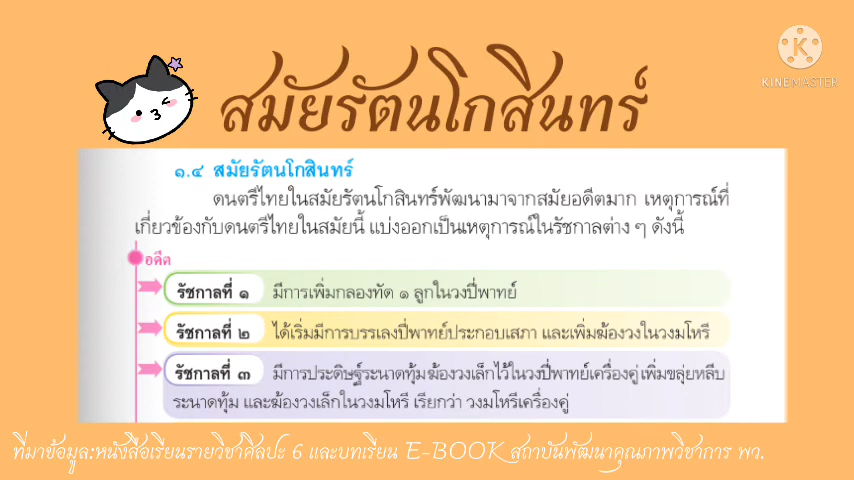 KINEMASTER
สมัยรัตนโกสินทร์
๑.๔ สมัยรัตนโกสินทร์
ดนตรีไทยในสมัยรัตนโกสินทร์พัฒนามาจากสมัยอดีตมาก เหตุการณ์ที่
เกี่ยวข้องกับดนตรีไทยในสมัยนี้ แบ่งออกเป็นเหตุการณ์ในรัชกาลต่าง ๆ ดังนี้
อดีต
รัชกาลที่ ๑ มีการเพิ่มกลองทัด ๑ ลูกในวงปี่พาทย์
รัชกาลที่ ๒ ได้เริ่มมีการบรรเลงปี่พาทย์ประกอบเสภา และเพิ่มฆ้องวงในวงมโหรี
รัชกาลที่ ๓ มีการประดิษฐ์ระนาดทุ้ม ฆ้องวงเล็กไว้ในวงปี่พาทย์เครื่องคู่ เพิ่มขลุ่ยหลีบ
ระนาดทุ้ม และฆ้องวงเล็กในวงมโหรี เรียกว่า วงมโหรีเครื่องคู่
ที่มาข้อมูล:หนังสือเรียนรายวิชาศิลปะ 6 และบทเรียน E-BOOK สถาบันพัฒนาคุณภาพวิชาการ พว.